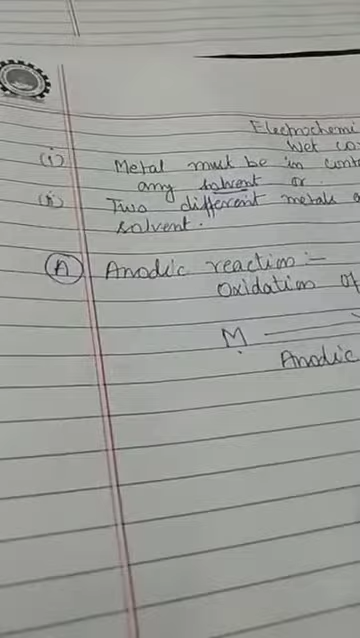 Electrochemi
Wet co
(i) Metal must be in cont
any solvent or
(ii) Two different metals a
solvent.
(A) Anodic reaction :-
Oxidation of
M
Anodic